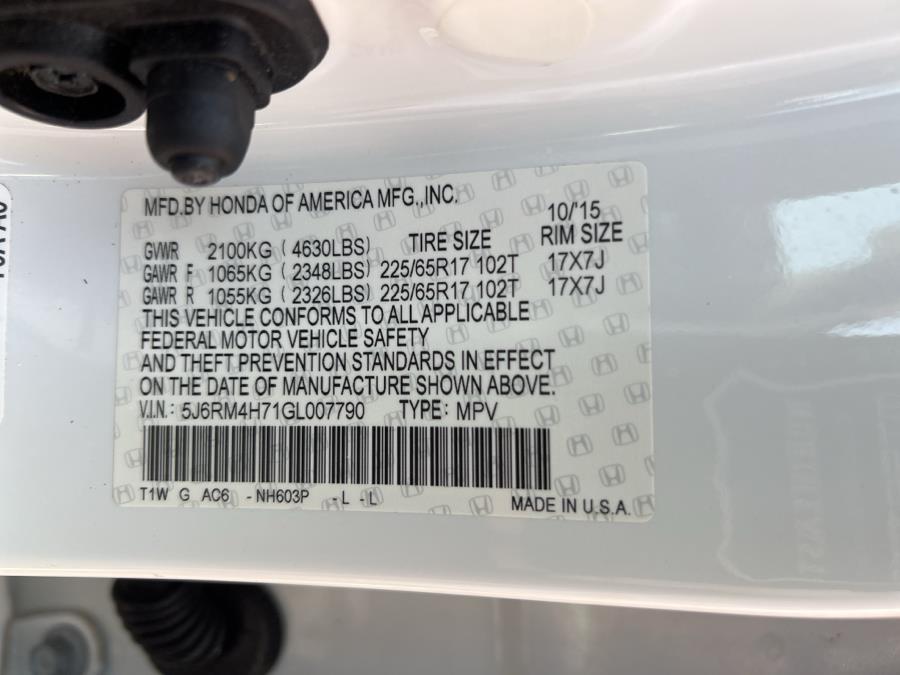 MFD.BY HONDA OF AMERICA MFG.,INC. 10/'15
GVWR 2100KG ( 4630LBS) TIRE SIZE RIM SIZE
GAWR F 1065KG ( 2348LBS) 225/65R17 102T 17X7J
GAWR R 1055KG ( 2326LBS) 225/65R17 102T 17X7J
THIS VEHICLE CONFORMS TO ALL APPLICABLE
FEDERAL MOTOR VEHICLE SAFETY
AND THEFT PREVENTION STANDARDS IN EFFECT
ON THE DATE OF MANUFACTURE SHOWN ABOVE.
V.I.N.: 5J6RM4H71GL007790 TYPE: MPV
T1W G AC6 - NH603P - L - L MADE IN U.S.A.